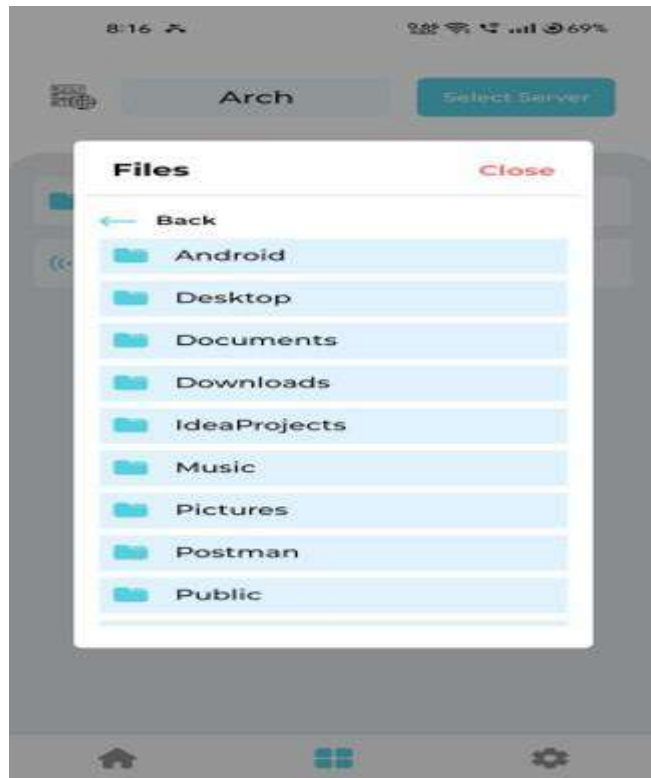 8:16 69%
Arch Select Server
Files Close
Back
Android
Desktop
Documents
Downloads
IdeaProjects
Music
Pictures
Postman
Public